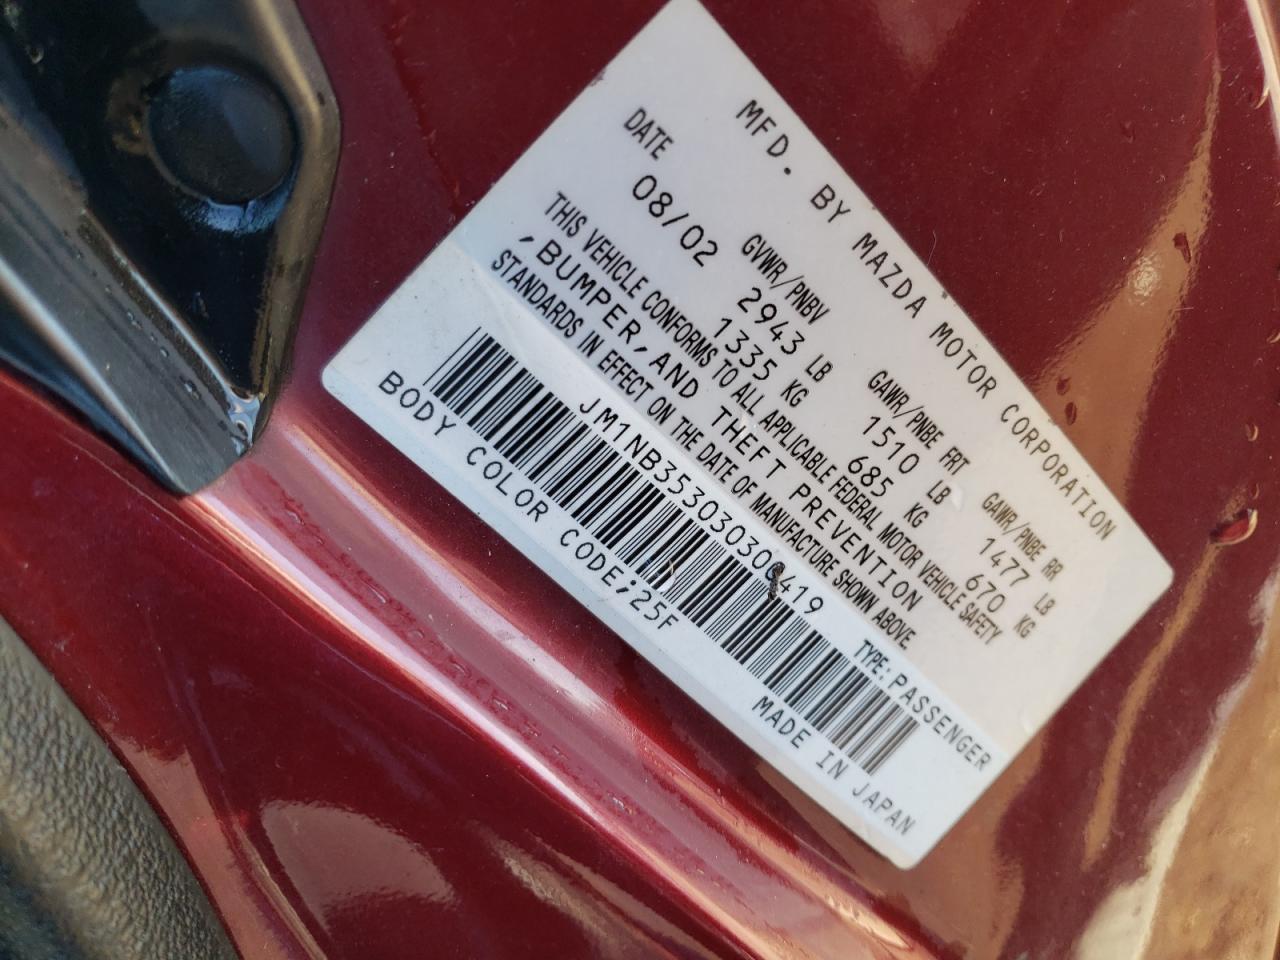 MFD. BY MAZDA MOTOR CORPORATION
DATE GVWR/PNBV GAWR/PNBE FRT GAWR/PNBE RR
08/02 2943 LB 1510 LB 1477 LB
1335 KG 685 KG 670 KG
THIS VEHICLE CONFORMS TO ALL APPLICABLE FEDERAL MOTOR VEHICLE SAFETY
,BUMPER,AND THEFT PREVENTION
STANDARDS IN EFFECT ON THE DATE OF MANUFACTURE SHOWN ABOVE.
JM1NB353030300419 TYPE:PASSENGER
BODY COLOR CODE;25F MADE IN JAPAN